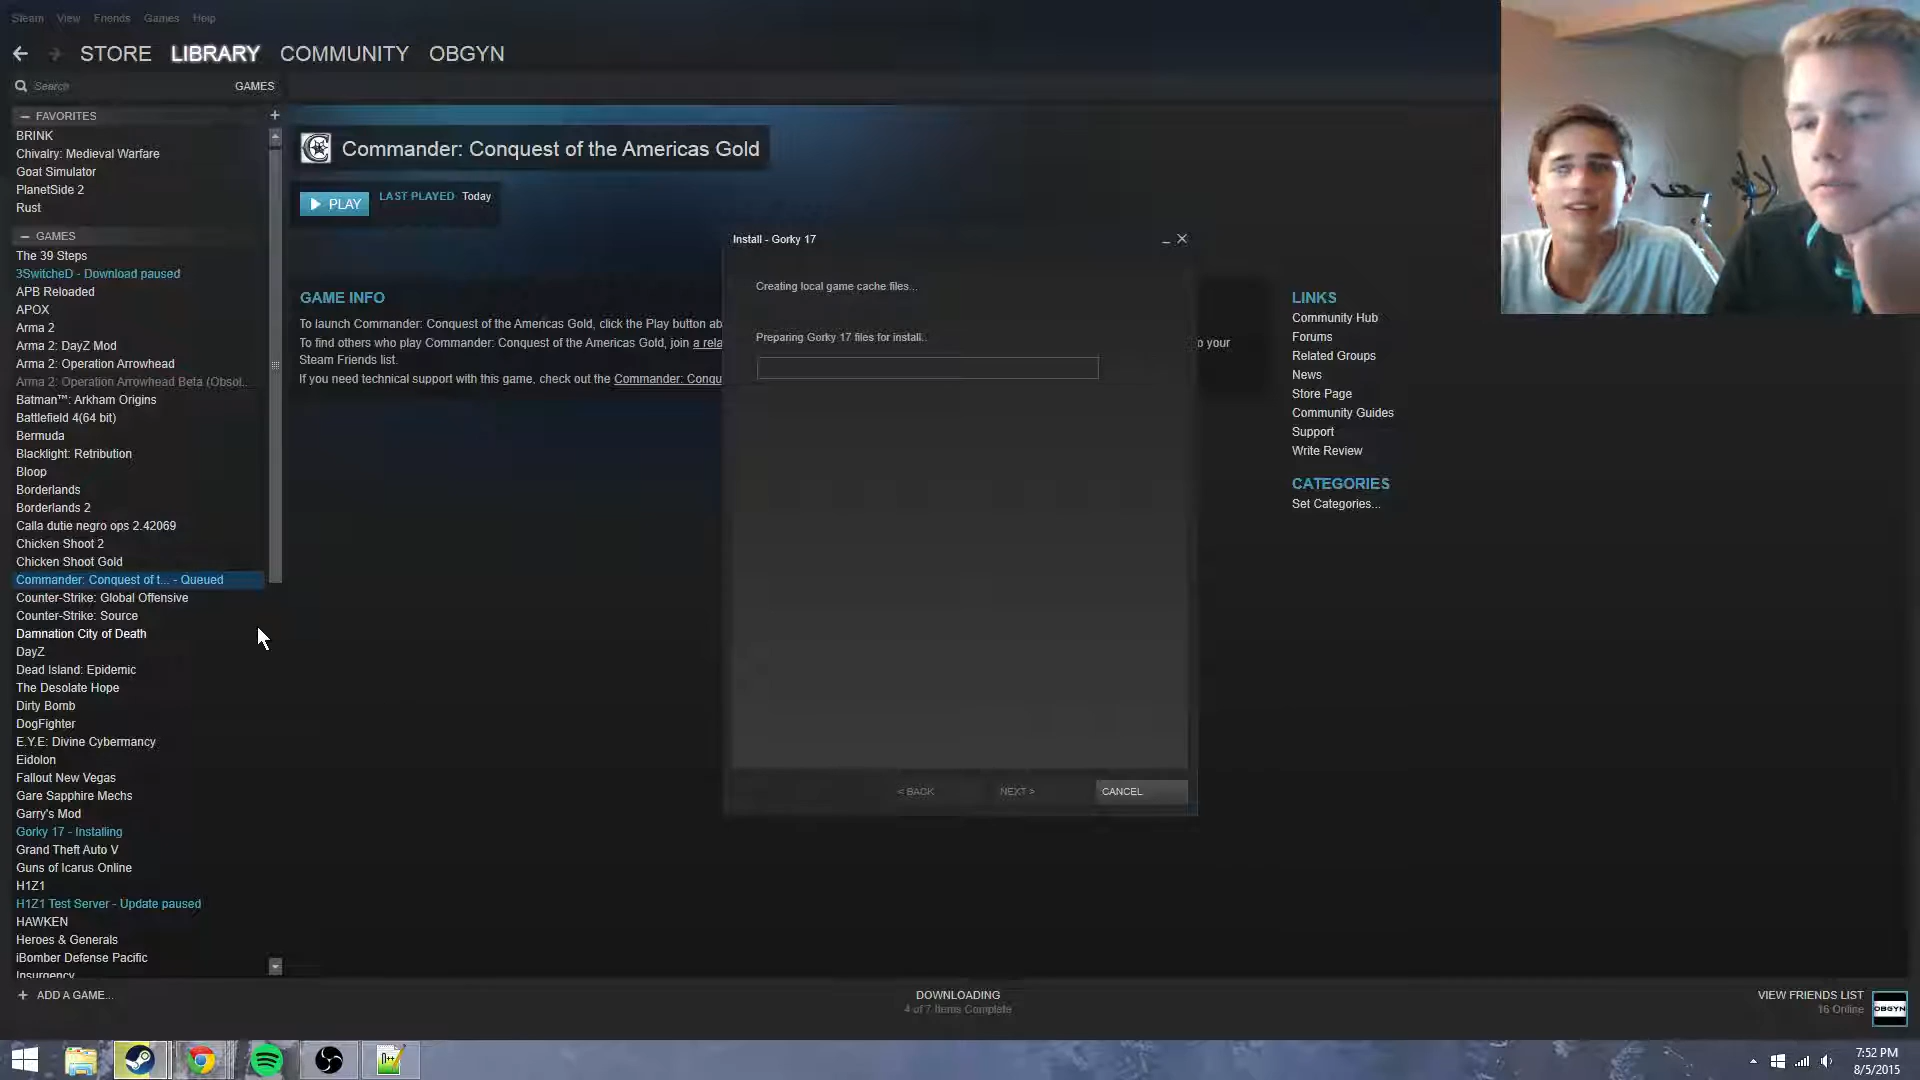 Steam View Friends Games Help
STORE LIBRARY COMMUNITY OBGYN
Search GAMES
FAVORITES
BRINK
Chivalry: Medieval Warfare
Goat Simulator
PlanetSide 2
Rust
GAMES
The 39 Steps
3SwitcheD - Download paused
APB Reloaded
APOX
Arma 2
Arma 2: DayZ Mod
Arma 2: Operation Arrowhead
Arma 2: Operation Arrowhead Beta (Obsol...
Batman™: Arkham Origins
Battlefield 4(64 bit)
Bermuda
Blacklight: Retribution
Bloop
Borderlands
Borderlands 2
Calla dutie negro ops 2.42069
Chicken Shoot 2
Chicken Shoot Gold
Commander: Conquest of t... - Queued
Counter-Strike: Global Offensive
Counter-Strike: Source
Damnation City of Death
DayZ
Dead Island: Epidemic
The Desolate Hope
Dirty Bomb
DogFighter
E.Y.E: Divine Cybermancy
Eidolon
Fallout New Vegas
Gare Sapphire Mechs
Garry's Mod
Gorky 17 - Installing
Grand Theft Auto V
Guns of Icarus Online
H1Z1
H1Z1 Test Server - Update paused
HAWKEN
Heroes & Generals
iBomber Defense Pacific
Insurgency
Commander: Conquest of the Americas Gold
PLAY LAST PLAYED Today
GAME INFO
To launch Commander: Conquest of the Americas Gold, click the Play button ab
To find others who play Commander: Conquest of the Americas Gold, join a rela
o your
Steam Friends list.
If you need technical support with this game, check out the Commander: Conqu
Install - Gorky 17
Creating local game cache files...
Preparing Gorky 17 files for install..
< BACK NEXT > CANCEL
LINKS
Community Hub
Forums
Related Groups
News
Store Page
Community Guides
Support
Write Review
CATEGORIES
Set Categories...
ADD A GAME...
DOWNLOADING
4 of 7 Items Complete
VIEW FRIENDS LIST
16 Online
OBGYN
7:52 PM
8/5/2015